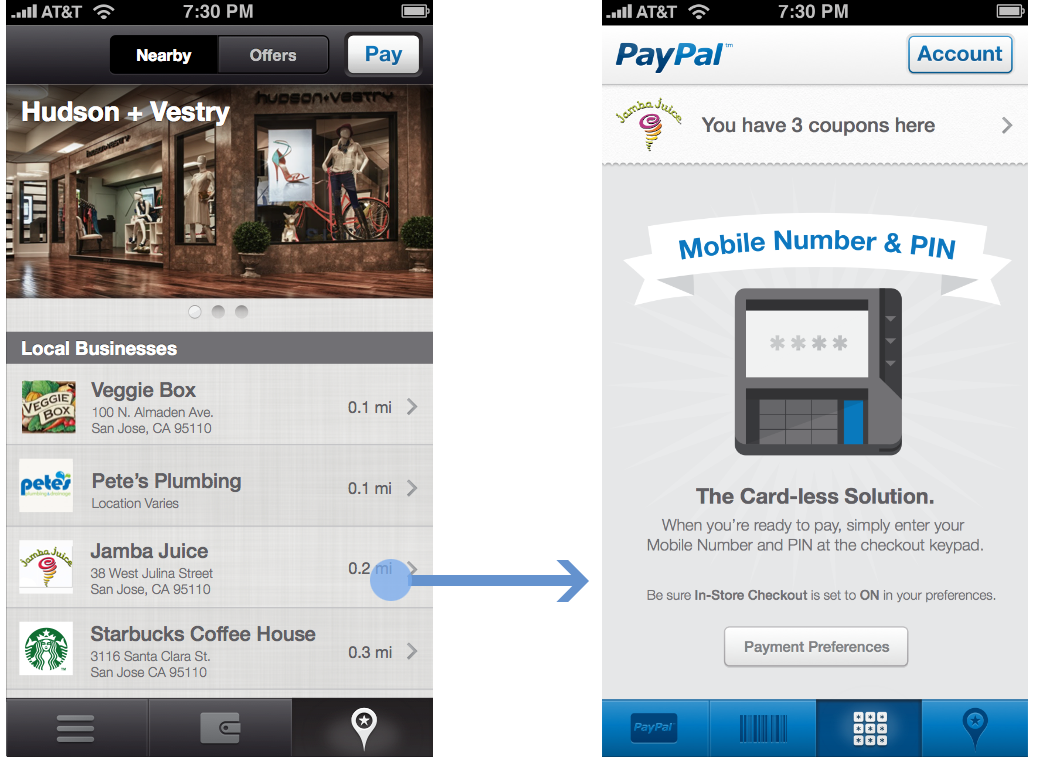 AT&T 7:30 PM
Nearby Offers Pay
Hudson + Vestry
hudson+vestry
Local Businesses
VEGGIE BOX
Veggie Box
100 N. Almaden Ave.
San Jose, CA 95110
0.1 mi
pete's
Pete's Plumbing
Location Varies
0.1 mi
Jamba Juice
Jamba Juice
38 West Julina Street
San Jose, CA 95110
0.2 mi
Starbucks Coffee House
3116 Santa Clara St.
San Jose CA 95110
0.3 mi
AT&T 7:30 PM
PayPal™
Account
Jamba Juice
You have 3 coupons here
Mobile Number & PIN
****
The Card-less Solution.
When you're ready to pay, simply enter your
Mobile Number and PIN at the checkout keypad.
Be sure In-Store Checkout is set to ON in your preferences.
Payment Preferences
PayPal